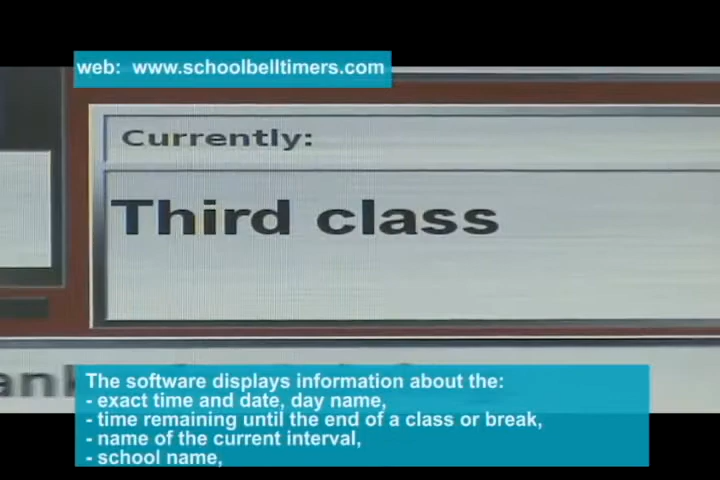 web: www.schoolbelltimers.com
Currently:
Third class
The software displays information about the:
- exact time and date, day name,
- time remaining until the end of a class or break,
- name of the current interval,
- school name,